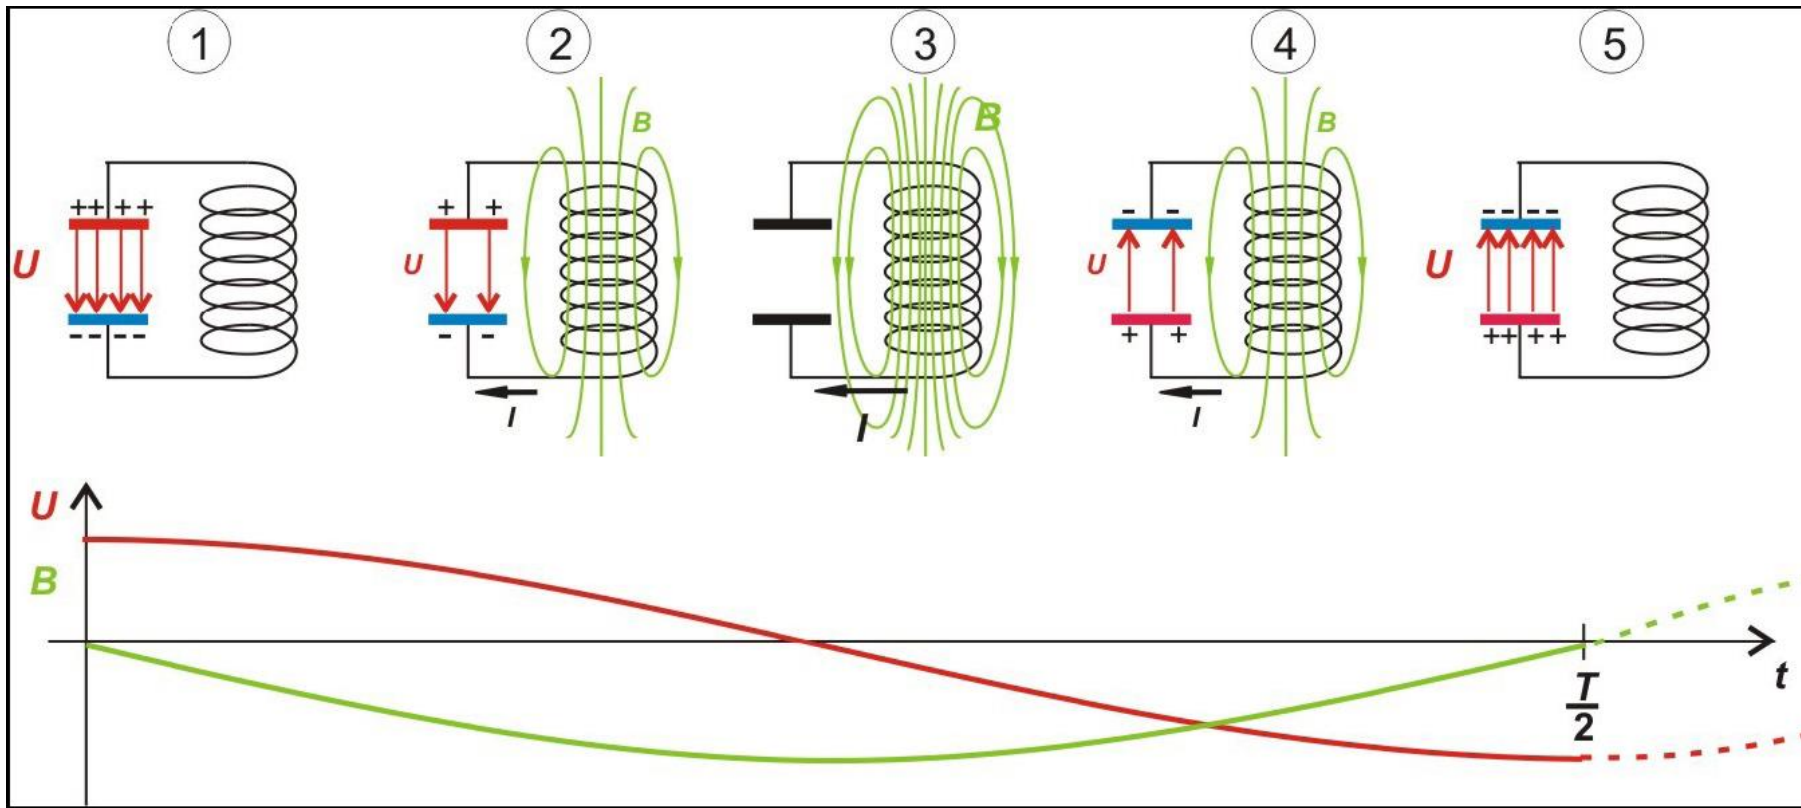 1 2 3 4 5
B B B
++ + + + + - - - - - -
U U U U
- - - - - - + + ++ + +
I I I
U
B
t
T
2